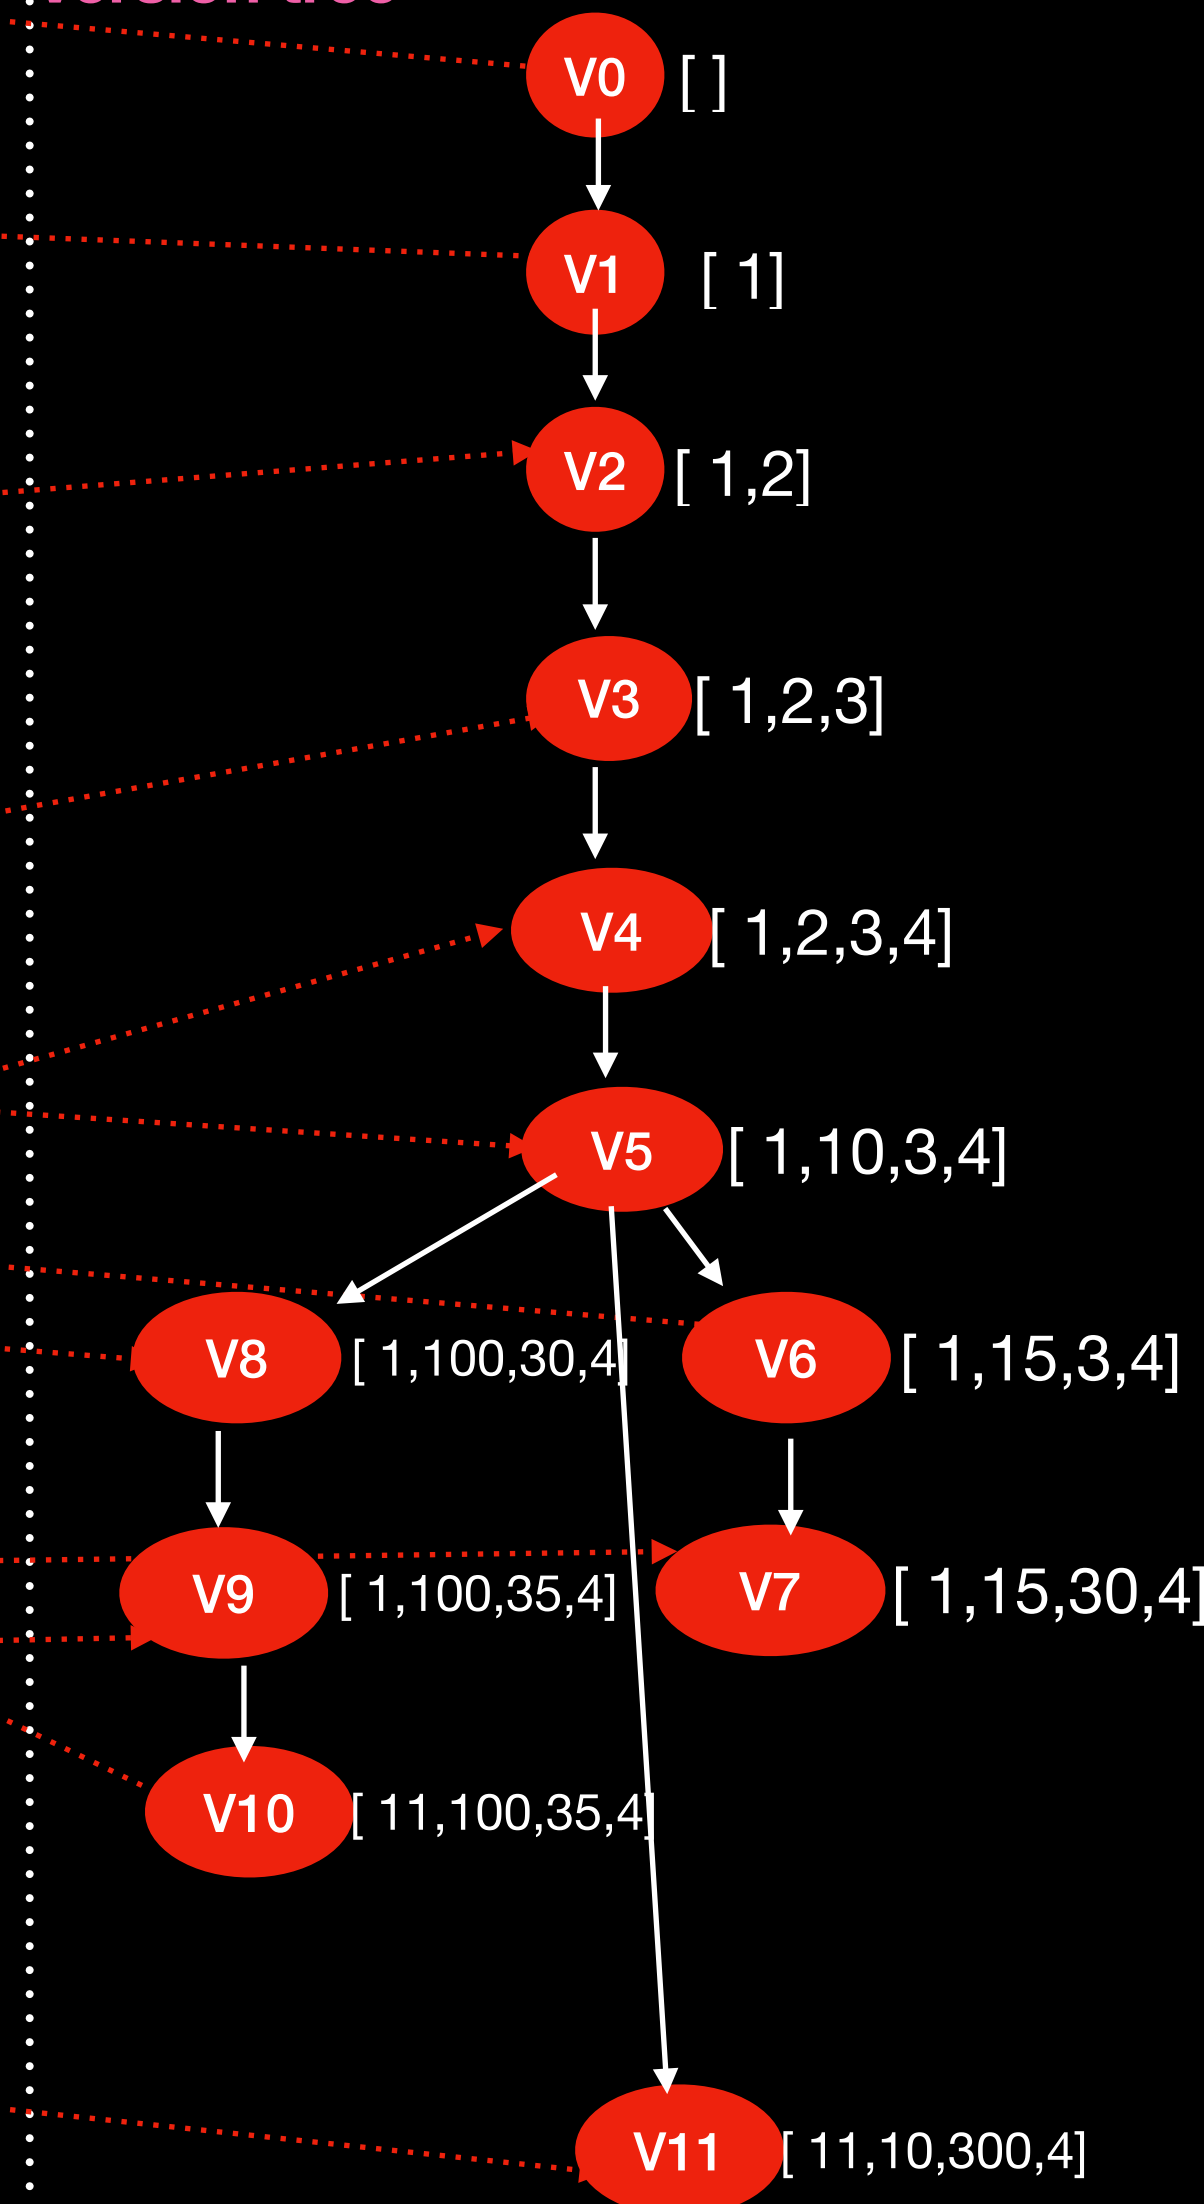 version tree
V0 [ ]
V1 [ 1]
V2 [ 1,2]
V3 [ 1,2,3]
V4 [ 1,2,3,4]
V5 [ 1,10,3,4]
V8 [ 1,100,30,4] V6 [ 1,15,3,4]
V9 [ 1,100,35,4] V7 [ 1,15,30,4]
V10 [ 11,100,35,4]
V11 [ 11,10,300,4]